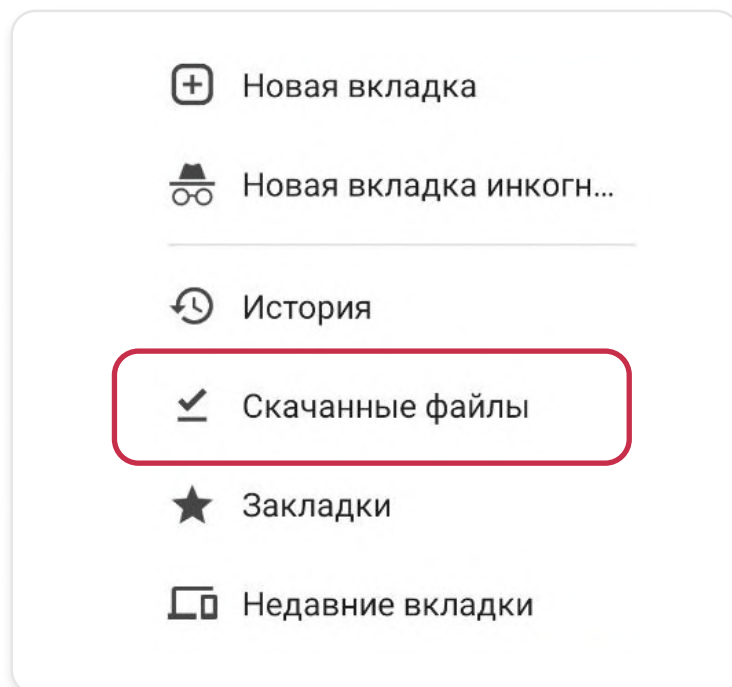 Новая вкладка
Новая вкладка инкогн...
История
Скачанные файлы
Закладки
Недавние вкладки